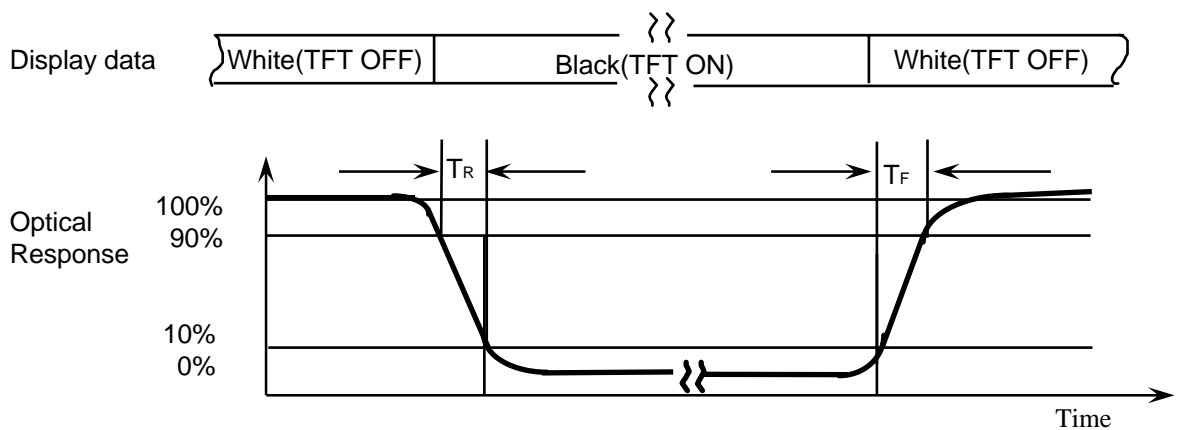 Display data
White(TFT OFF)
Black(TFT ON)
White(TFT OFF)
TR
TF
Optical
Response
100%
90%
10%
0%
Time